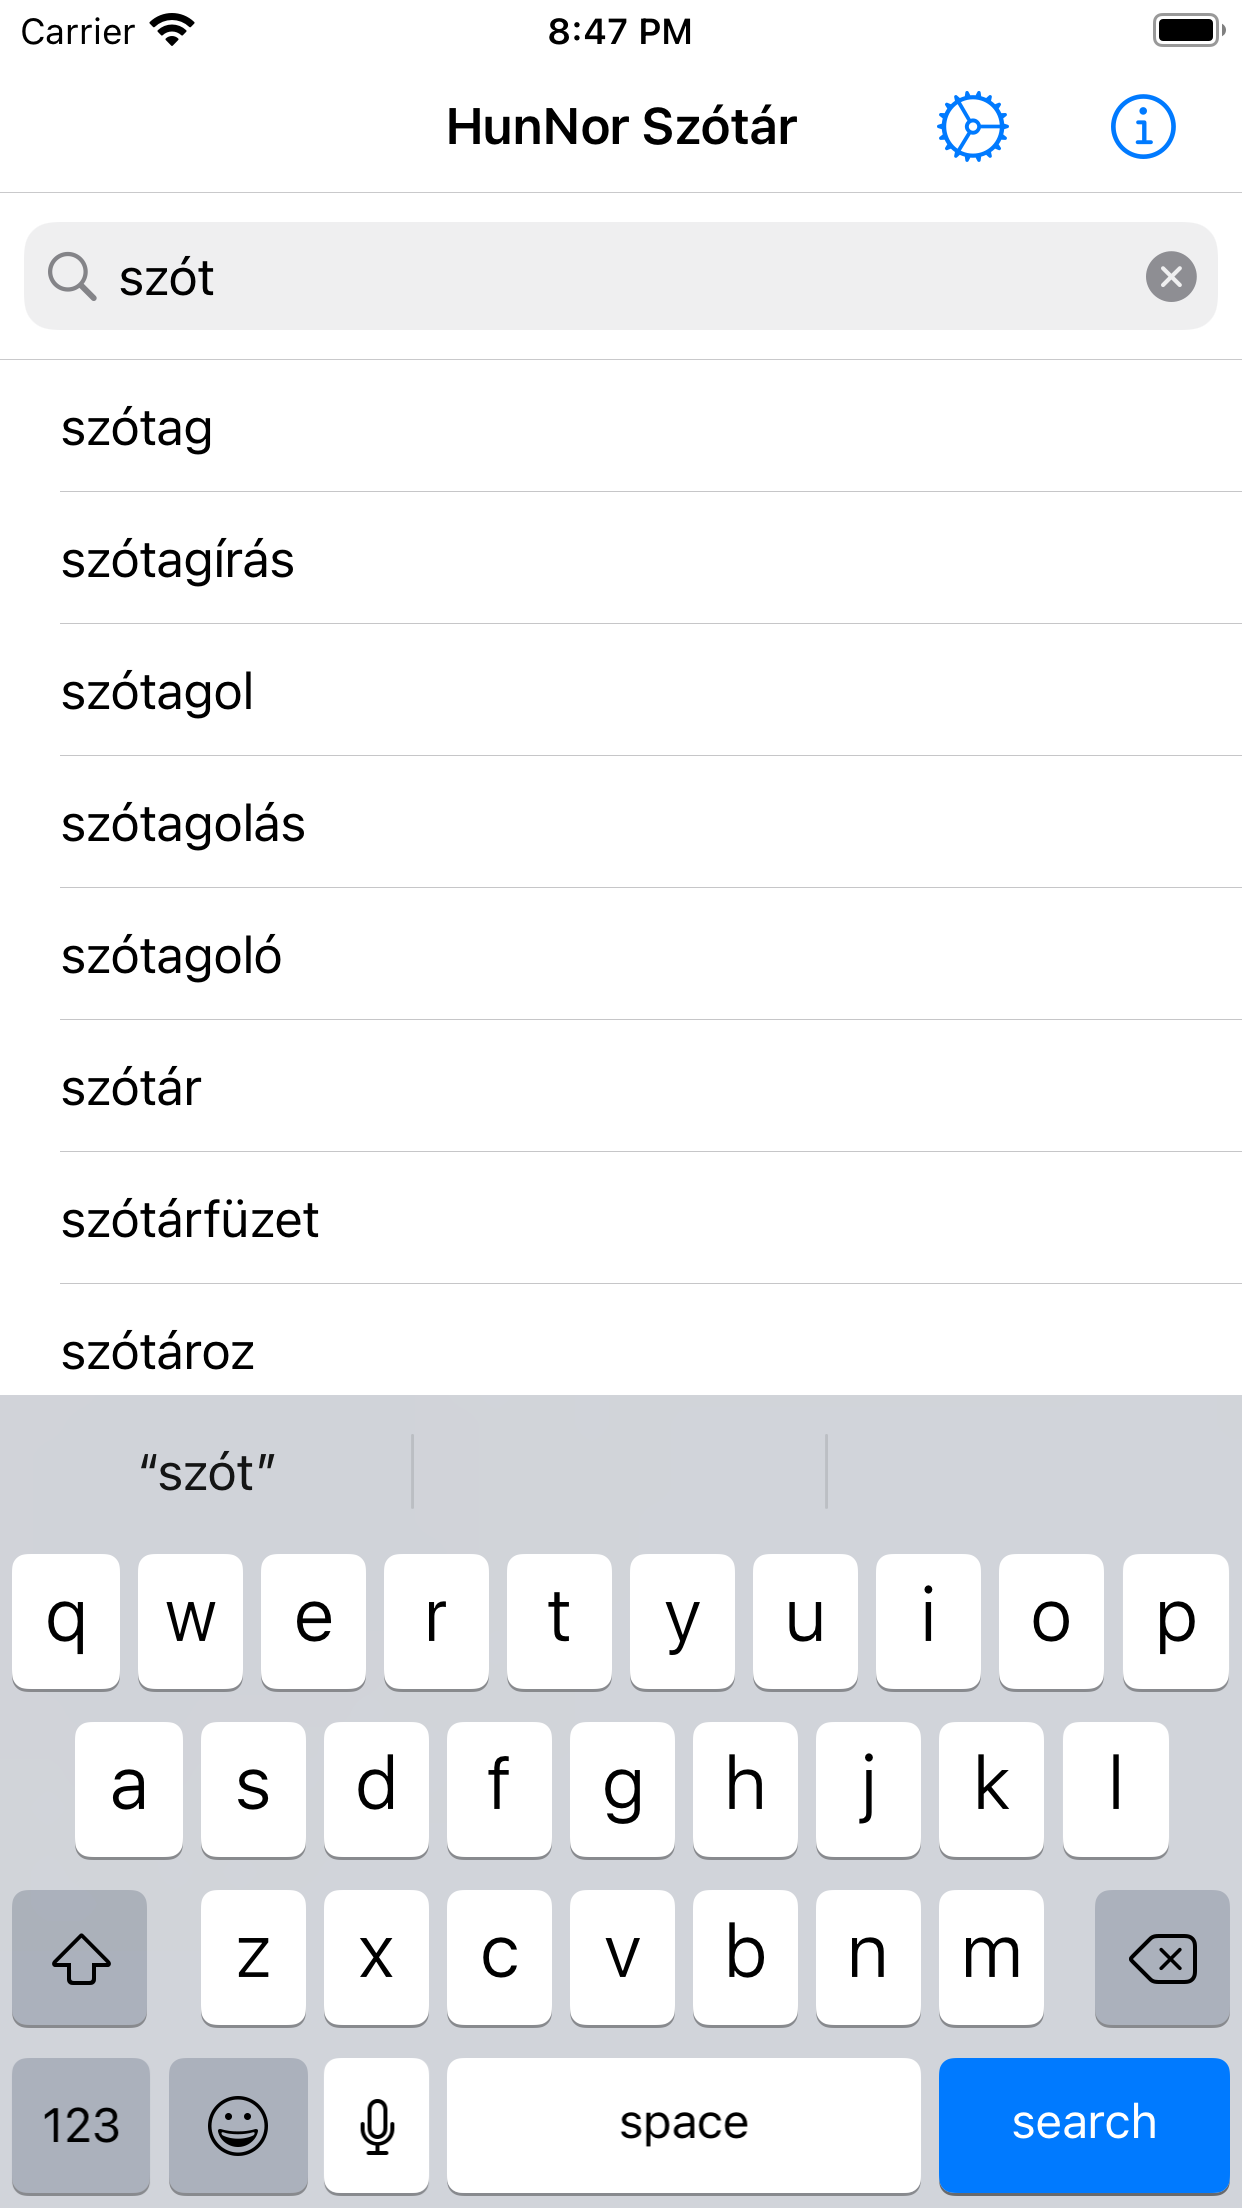 Carrier 8:47 PM
HunNor Szótár
szót
szótag
szótagírás
szótagol
szótagolás
szótagoló
szótár
szótárfüzet
szótároz
“szót”
q w e r t y u i o p
a s d f g h j k l
z x c v b n m
123 space search